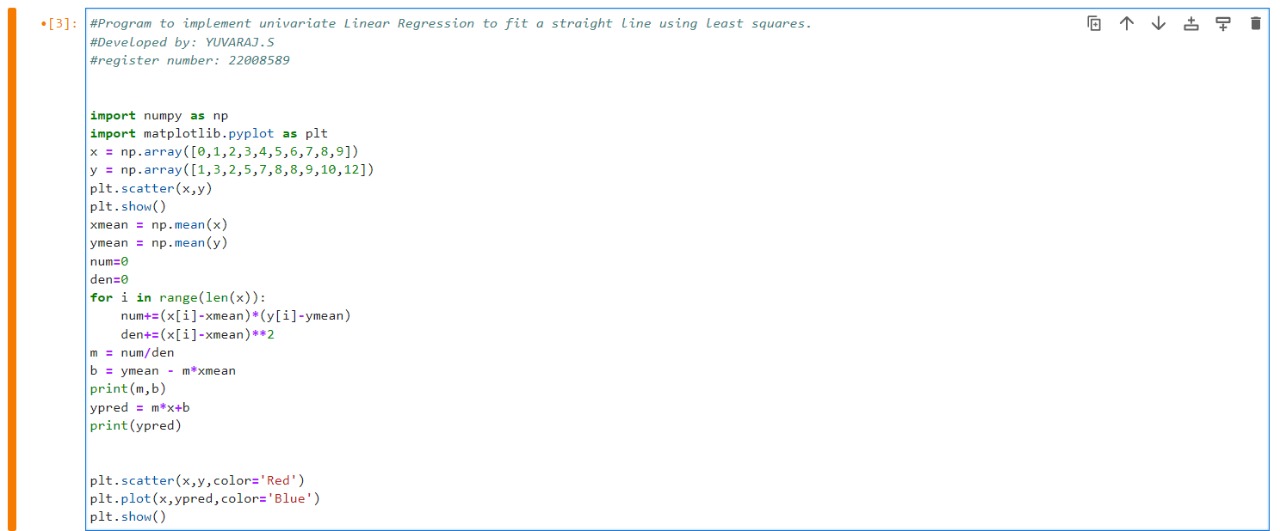 •[3]: #Program to implement univariate Linear Regression to fit a straight line using least squares.
#Developed by: YUVARAJ.S
#register number: 22008589
import numpy as np
import matplotlib.pyplot as plt
x = np.array([0,1,2,3,4,5,6,7,8,9])
y = np.array([1,3,2,5,7,8,8,9,10,12])
plt.scatter(x,y)
plt.show()
xmean = np.mean(x)
ymean = np.mean(y)
num=0
den=0
for i in range(len(x)):
    num+=(x[i]-xmean)*(y[i]-ymean)
    den+=(x[i]-xmean)**2
m = num/den
b = ymean - m*xmean
print(m,b)
ypred = m*x+b
print(ypred)
plt.scatter(x,y,color='Red')
plt.plot(x,ypred,color='Blue')
plt.show()